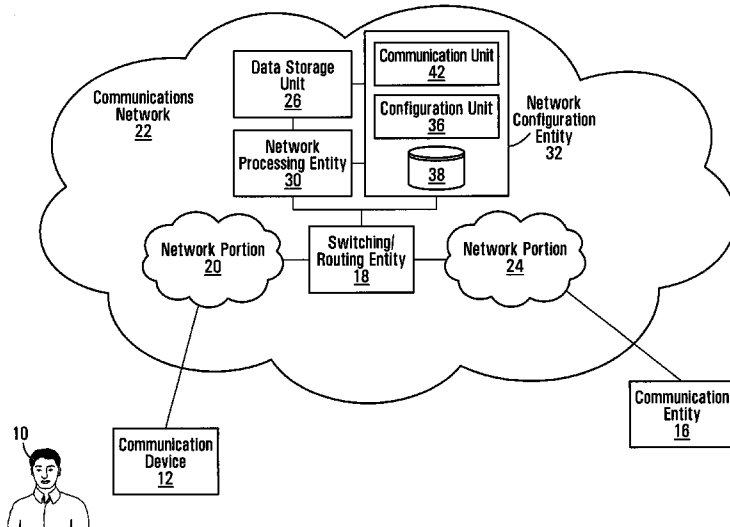 Communications
Network
22
Data Storage
Unit
26
Network
Processing Entity
30
Communication Unit
42
Configuration Unit
36
38
Network
Configuration
Entity
32
Network Portion
20
Switching/
Routing Entity
18
Network Portion
24
10
Communication
Device
12
Communication
Entity
16